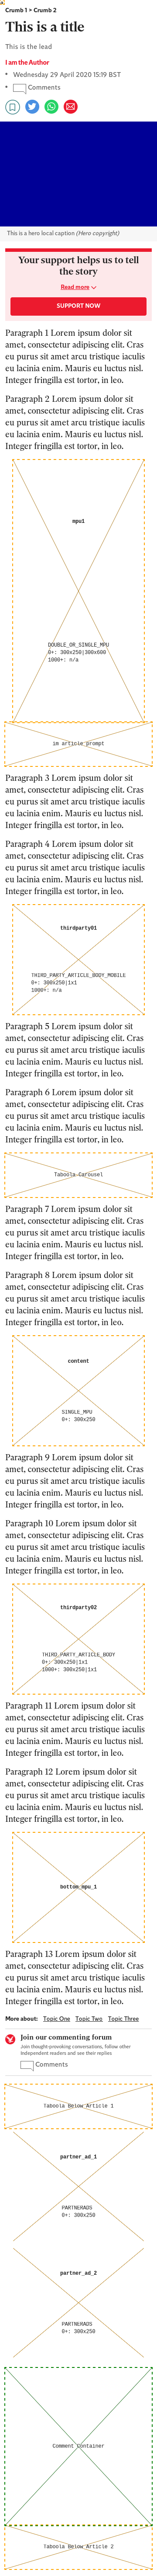 Crumb 1 > Crumb 2
This is a title
This is the lead
I am the Author
Wednesday 29 April 2020 15:19 BST
Comments
This is a hero local caption (Hero copyright)
Your support helps us to tell
the story
Read more
SUPPORT NOW
Paragraph 1 Lorem ipsum dolor sit
amet, consectetur adipiscing elit. Cras
eu purus sit amet arcu tristique iaculis
eu lacinia enim. Mauris eu luctus nisl.
Integer fringilla est tortor, in leo.
Paragraph 2 Lorem ipsum dolor sit
amet, consectetur adipiscing elit. Cras
eu purus sit amet arcu tristique iaculis
eu lacinia enim. Mauris eu luctus nisl.
Integer fringilla est tortor, in leo.
mpu1
DOUBLE_OR_SINGLE_MPU
0+: 300x250|300x600
1000+: n/a
im article prompt
Paragraph 3 Lorem ipsum dolor sit
amet, consectetur adipiscing elit. Cras
eu purus sit amet arcu tristique iaculis
eu lacinia enim. Mauris eu luctus nisl.
Integer fringilla est tortor, in leo.
Paragraph 4 Lorem ipsum dolor sit
amet, consectetur adipiscing elit. Cras
eu purus sit amet arcu tristique iaculis
eu lacinia enim. Mauris eu luctus nisl.
Integer fringilla est tortor, in leo.
thirdparty01
THIRD_PARTY_ARTICLE_BODY_MOBILE
0+: 300x250|1x1
1000+: n/a
Paragraph 5 Lorem ipsum dolor sit
amet, consectetur adipiscing elit. Cras
eu purus sit amet arcu tristique iaculis
eu lacinia enim. Mauris eu luctus nisl.
Integer fringilla est tortor, in leo.
Paragraph 6 Lorem ipsum dolor sit
amet, consectetur adipiscing elit. Cras
eu purus sit amet arcu tristique iaculis
eu lacinia enim. Mauris eu luctus nisl.
Integer fringilla est tortor, in leo.
Taboola Carousel
Paragraph 7 Lorem ipsum dolor sit
amet, consectetur adipiscing elit. Cras
eu purus sit amet arcu tristique iaculis
eu lacinia enim. Mauris eu luctus nisl.
Integer fringilla est tortor, in leo.
Paragraph 8 Lorem ipsum dolor sit
amet, consectetur adipiscing elit. Cras
eu purus sit amet arcu tristique iaculis
eu lacinia enim. Mauris eu luctus nisl.
Integer fringilla est tortor, in leo.
content
SINGLE_MPU
0+: 300x250
Paragraph 9 Lorem ipsum dolor sit
amet, consectetur adipiscing elit. Cras
eu purus sit amet arcu tristique iaculis
eu lacinia enim. Mauris eu luctus nisl.
Integer fringilla est tortor, in leo.
Paragraph 10 Lorem ipsum dolor sit
amet, consectetur adipiscing elit. Cras
eu purus sit amet arcu tristique iaculis
eu lacinia enim. Mauris eu luctus nisl.
Integer fringilla est tortor, in leo.
thirdparty02
THIRD_PARTY_ARTICLE_BODY
0+: 300x250|1x1
1000+: 300x250|1x1
Paragraph 11 Lorem ipsum dolor sit
amet, consectetur adipiscing elit. Cras
eu purus sit amet arcu tristique iaculis
eu lacinia enim. Mauris eu luctus nisl.
Integer fringilla est tortor, in leo.
Paragraph 12 Lorem ipsum dolor sit
amet, consectetur adipiscing elit. Cras
eu purus sit amet arcu tristique iaculis
eu lacinia enim. Mauris eu luctus nisl.
Integer fringilla est tortor, in leo.
bottom_mpu_1
Paragraph 13 Lorem ipsum dolor sit
amet, consectetur adipiscing elit. Cras
eu purus sit amet arcu tristique iaculis
eu lacinia enim. Mauris eu luctus nisl.
Integer fringilla est tortor, in leo.
More about: Topic One Topic Two Topic Three
Join our commenting forum
Join thought-provoking conversations, follow other
Independent readers and see their replies
Comments
Taboola Below Article 1
partner_ad_1
PARTNERADS
0+: 300x250
partner_ad_2
PARTNERADS
0+: 300x250
Comment Container
Taboola Below Article 2